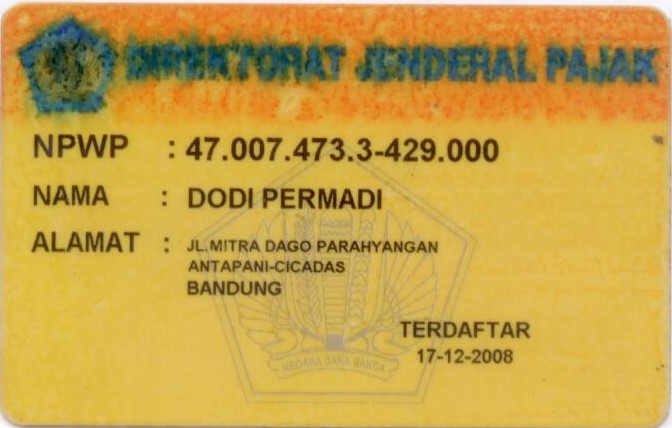 DIREKTORAT JENDERAL PAJAK
NPWP : 47.007.473.3-429.000
NAMA : DODI PERMADI
ALAMAT : JL.MITRA DAGO PARAHYANGAN
ANTAPANI-CICADAS
BANDUNG
TERDAFTAR
17-12-2008
NEGARA DANA RAKCA